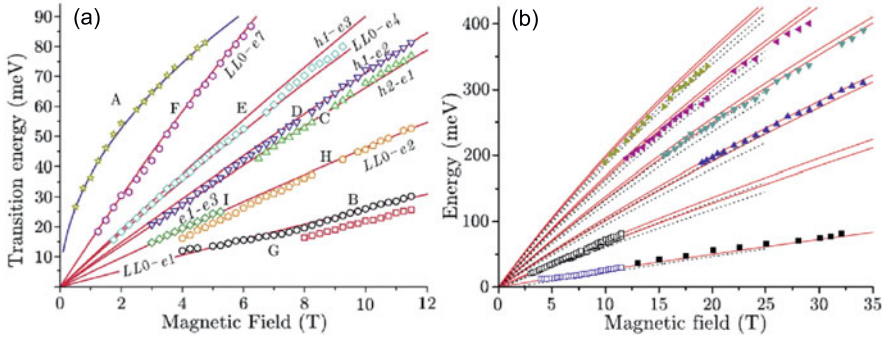 (a)
Transition energy (meV)
90
80
70
60
50
40
30
20
10
A
F
LL0-e7
E
h1-e3
LL0-e4
h1-e2
h2-e1
D
C
H
LL0-e2
I
e1-e3
B
G
LL0-e1
0
2
4
6
8
10
12
Magnetic Field (T)
(b)
Energy (meV)
400
300
200
100
0
0
5
10
15
20
25
30
35
Magnetic field (T)